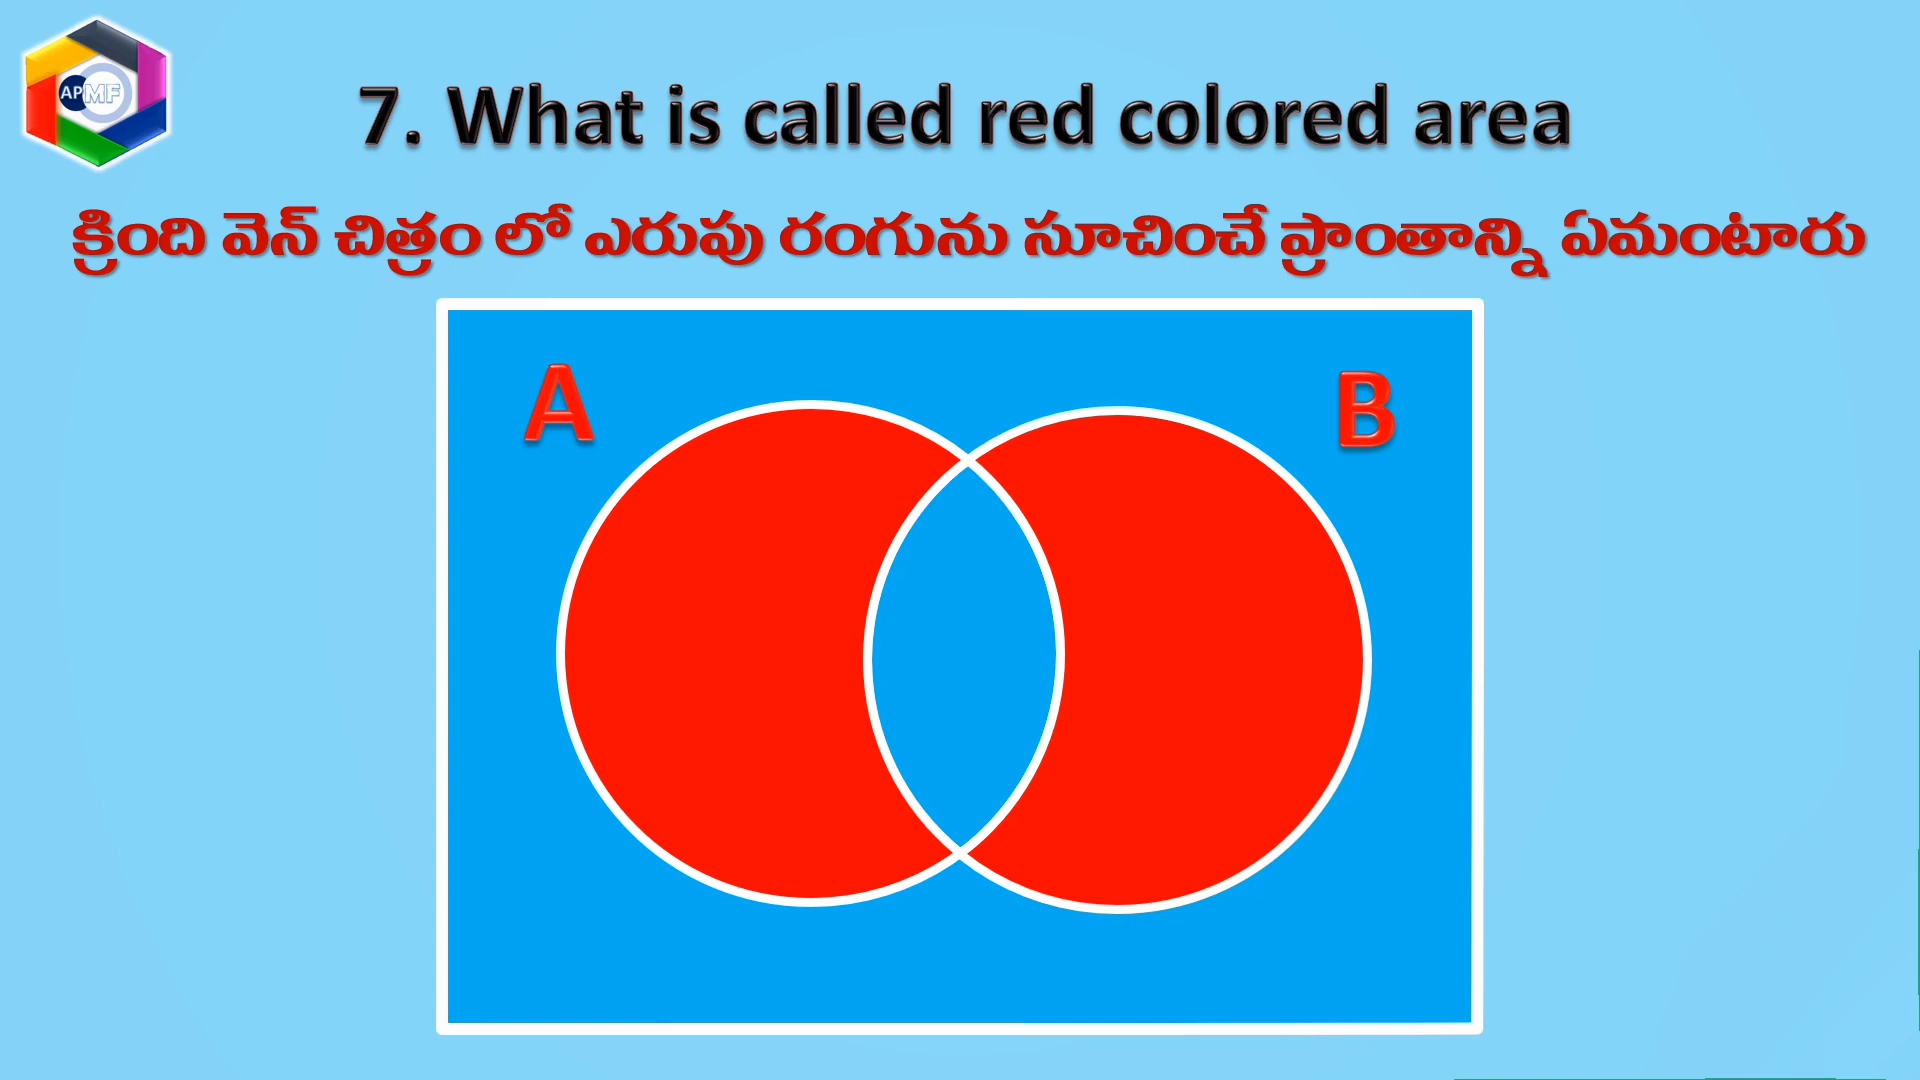 APMF
7. What is called red colored area
క్రింది వెన్ చిత్రం లో ఎరుపు రంగును సూచించే ప్రాంతాన్ని ఏమంటారు
A
B